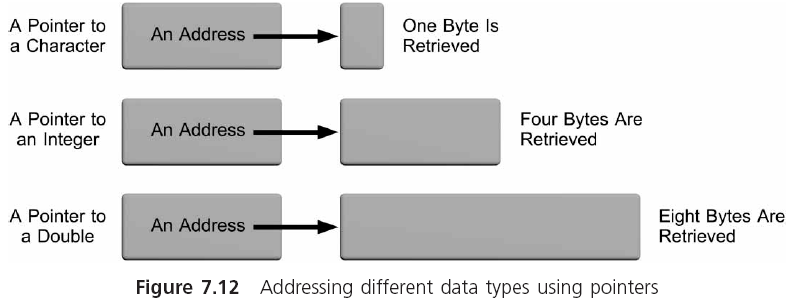 A Pointer to
a Character
An Address
One Byte Is
Retrieved
A Pointer to
an Integer
An Address
Four Bytes Are
Retrieved
A Pointer to
a Double
An Address
Eight Bytes Are
Retrieved
Figure 7.12 Addressing different data types using pointers